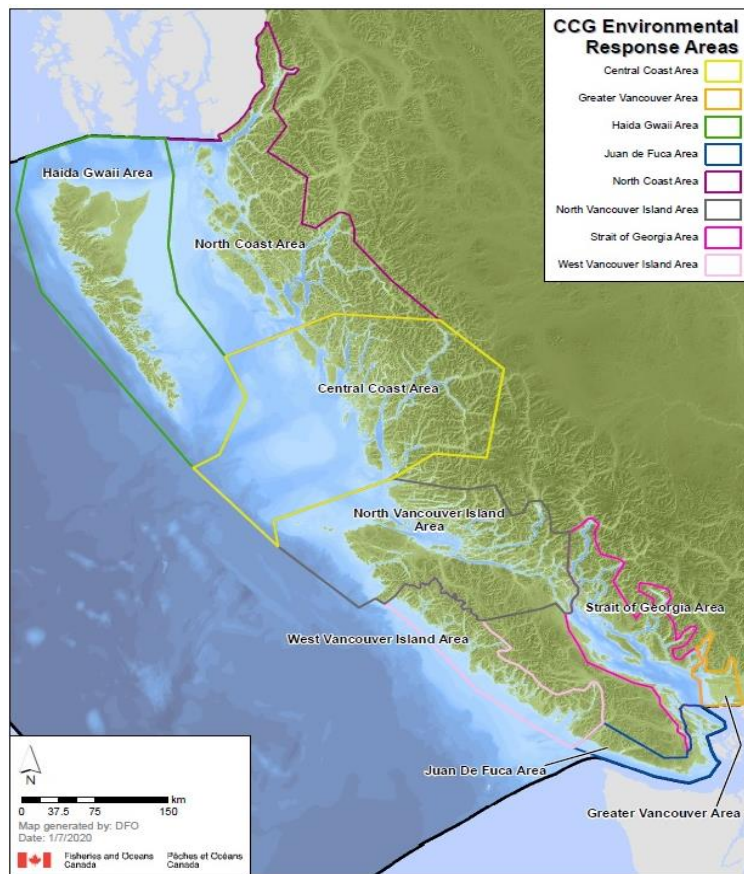 CCG Environmental
Response Areas
Central Coast Area
Greater Vancouver Area
Haida Gwaii Area
Juan de Fuca Area
North Coast Area
North Vancouver Island Area
Strait of Georgia Area
West Vancouver Island Area
Haida Gwaii Area
North Coast Area
Central Coast Area
North Vancouver Island
Area
Strait of Georgia Area
West Vancouver Island Area
Juan De Fuca Area
Greater Vancouver Area
N
km
0 37.5 75 150
Map generated by: DFO
Date: 1/7/2020
Fisheries and Oceans Pêches et Océans
Canada Canada